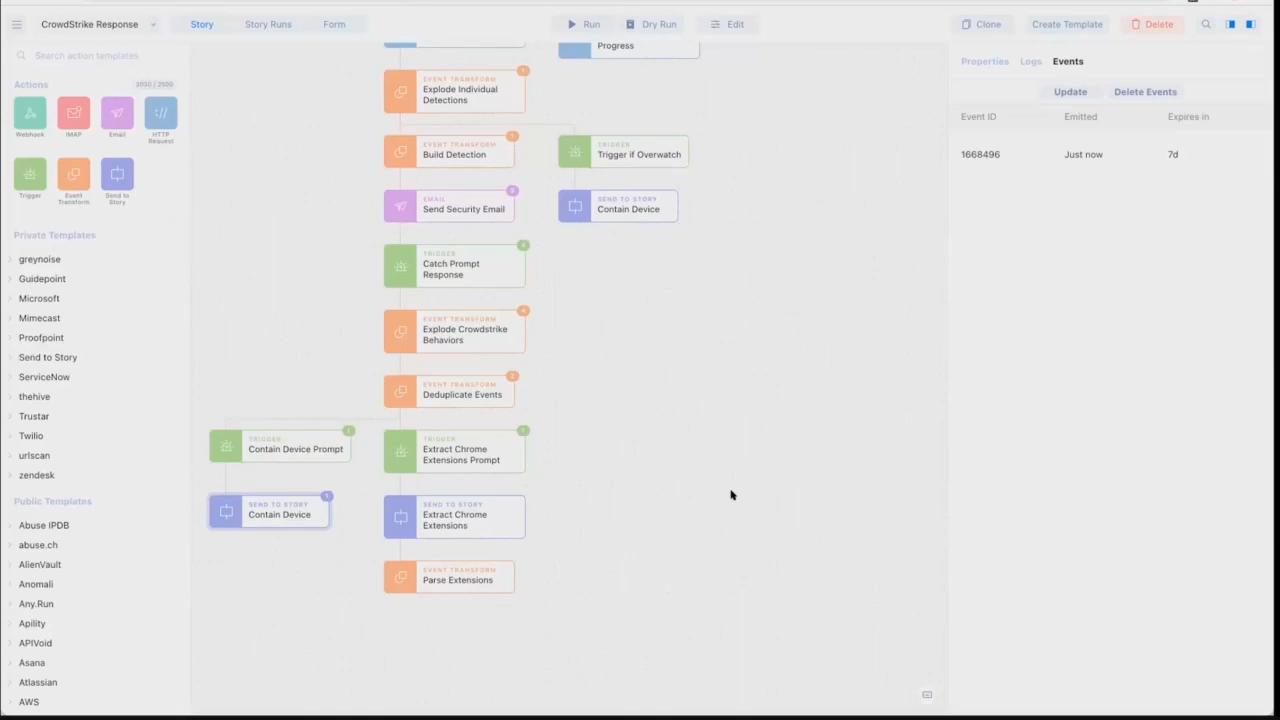 CrowdStrike Response
Story
Story Runs
Form
Run
Dry Run
Edit
Clone
Create Template
Delete
Search action templates
Actions
Webhook
IMAP
Email
HTTP Request
Trigger
Event Transform
Send to Story
Private Templates
greynoise
Guidepoint
Microsoft
Mimecast
Proofpoint
Send to Story
ServiceNow
thehive
Trustar
Twilio
urlscan
zendesk
Public Templates
Abuse IPDB
abuse.ch
AlienVault
Anomali
Any.Run
Apility
APIVoid
Asana
Atlassian
AWS
Progress
EVENT TRANSFORM
Explode Individual
Detections
EVENT TRANSFORM
Build Detection
TRIGGER
Trigger if Overwatch
EMAIL
Send Security Email
SEND TO STORY
Contain Device
TRIGGER
Catch Prompt
Response
EVENT TRANSFORM
Explode Crowdstrike
Behaviors
EVENT TRANSFORM
Deduplicate Events
TRIGGER
Contain Device Prompt
TRIGGER
Extract Chrome
Extensions Prompt
SEND TO STORY
Contain Device
SEND TO STORY
Extract Chrome
Extensions
EVENT TRANSFORM
Parse Extensions
Properties
Logs
Events
Update
Delete Events
Event ID
Emitted
Expires in
1668496
Just now
7d